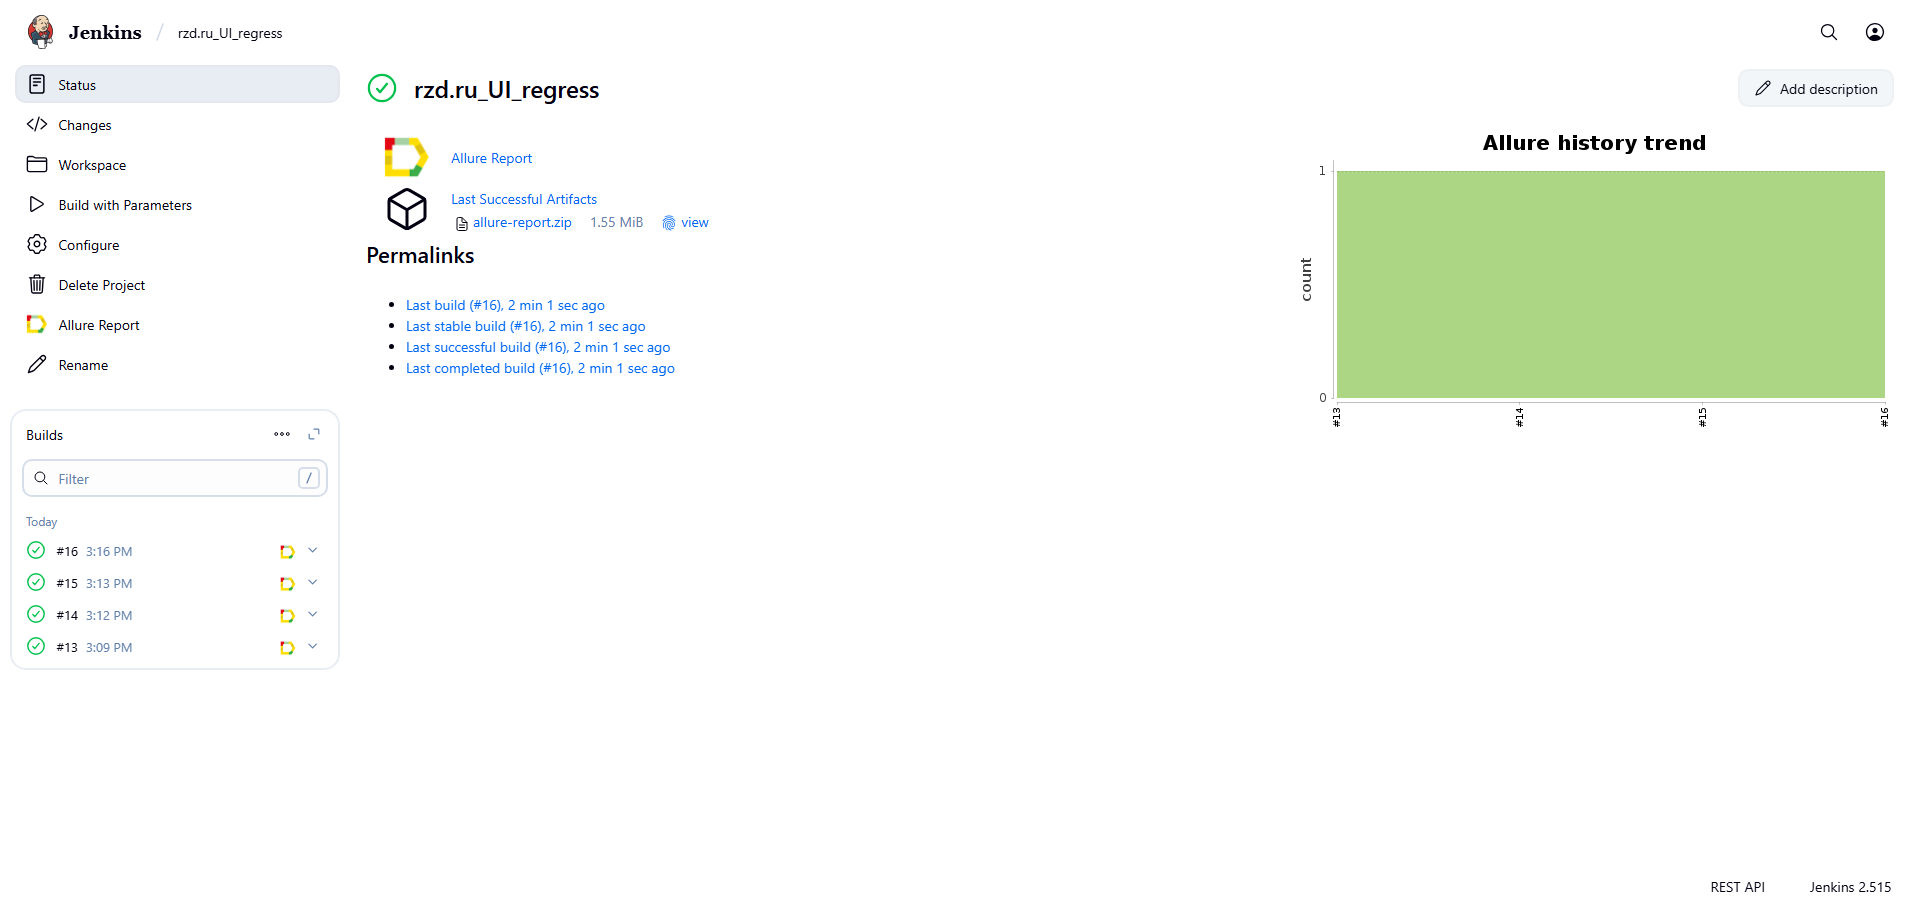 Jenkins / rzd.ru_UI_regress
Status
Changes
Workspace
Build with Parameters
Configure
Delete Project
Allure Report
Rename
Builds
Filter /
Today
#16 3:16 PM
#15 3:13 PM
#14 3:12 PM
#13 3:09 PM
rzd.ru_UI_regress
Add description
Allure Report
Last Successful Artifacts
allure-report.zip 1.55 MiB view
Permalinks
Last build (#16), 2 min 1 sec ago
Last stable build (#16), 2 min 1 sec ago
Last successful build (#16), 2 min 1 sec ago
Last completed build (#16), 2 min 1 sec ago
Allure history trend
1
count
0
#13 #14 #15 #16
REST API Jenkins 2.515